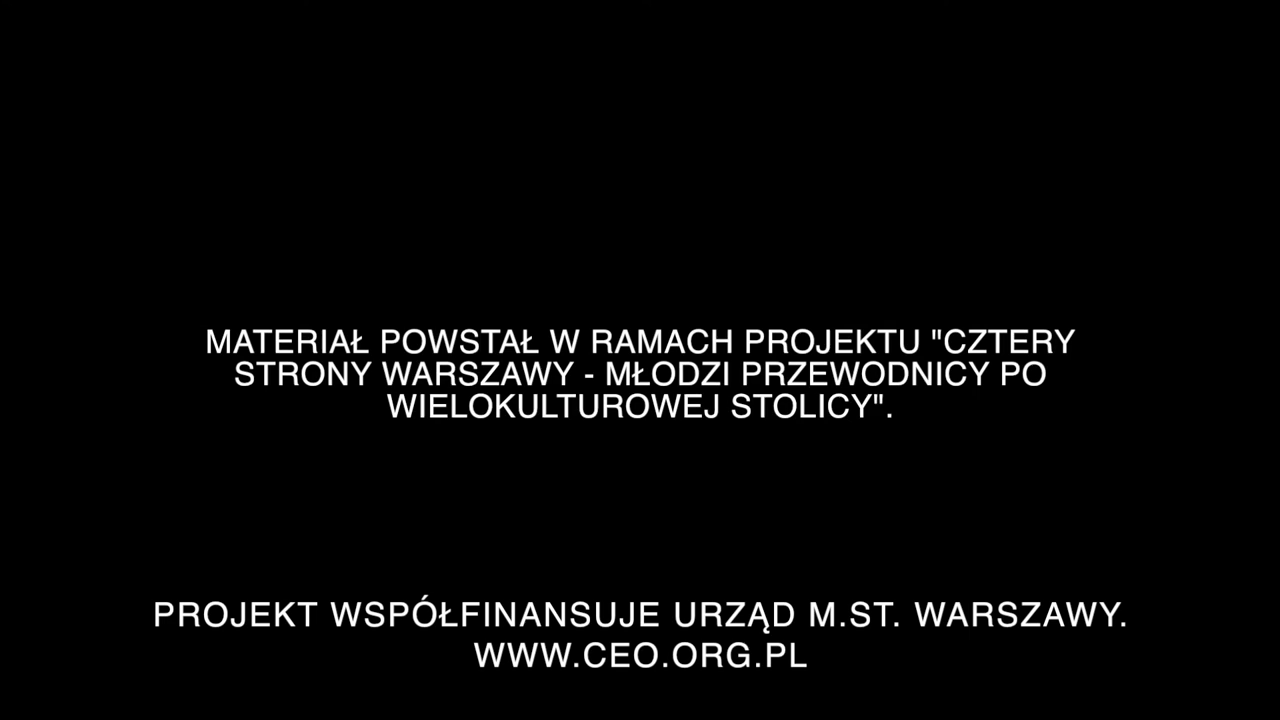 MATERIAŁ POWSTAŁ W RAMACH PROJEKTU "CZTERY
STRONY WARSZAWY - MŁODZI PRZEWODNICY PO
WIELOKULTUROWEJ STOLICY".
PROJEKT WSPÓŁFINANSUJE URZĄD M.ST. WARSZAWY.
WWW.CEO.ORG.PL